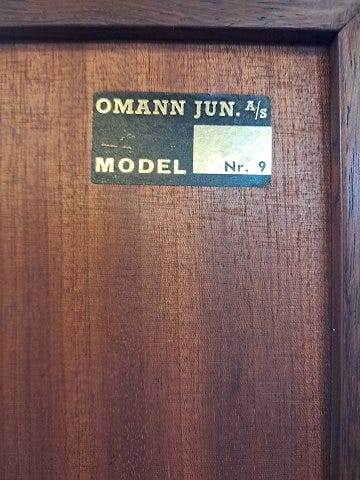 OMANN JUN. A/S
MODEL Nr. 9